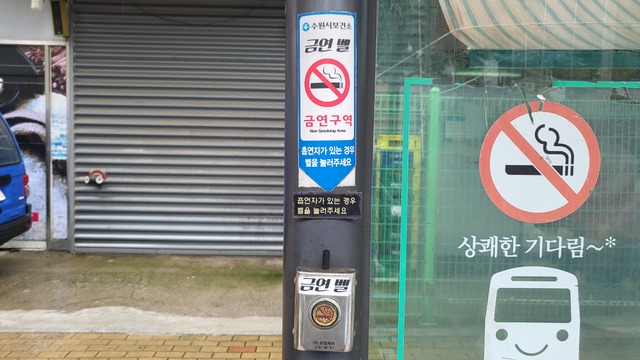 수원시보건소
금연 벨
금연구역
Non Smoking Area
흡연자가 있는 경우
벨을 눌러주세요
흡연자가 있는 경우
벨을 눌러주세요
금연 벨
상쾌한 기다림~*